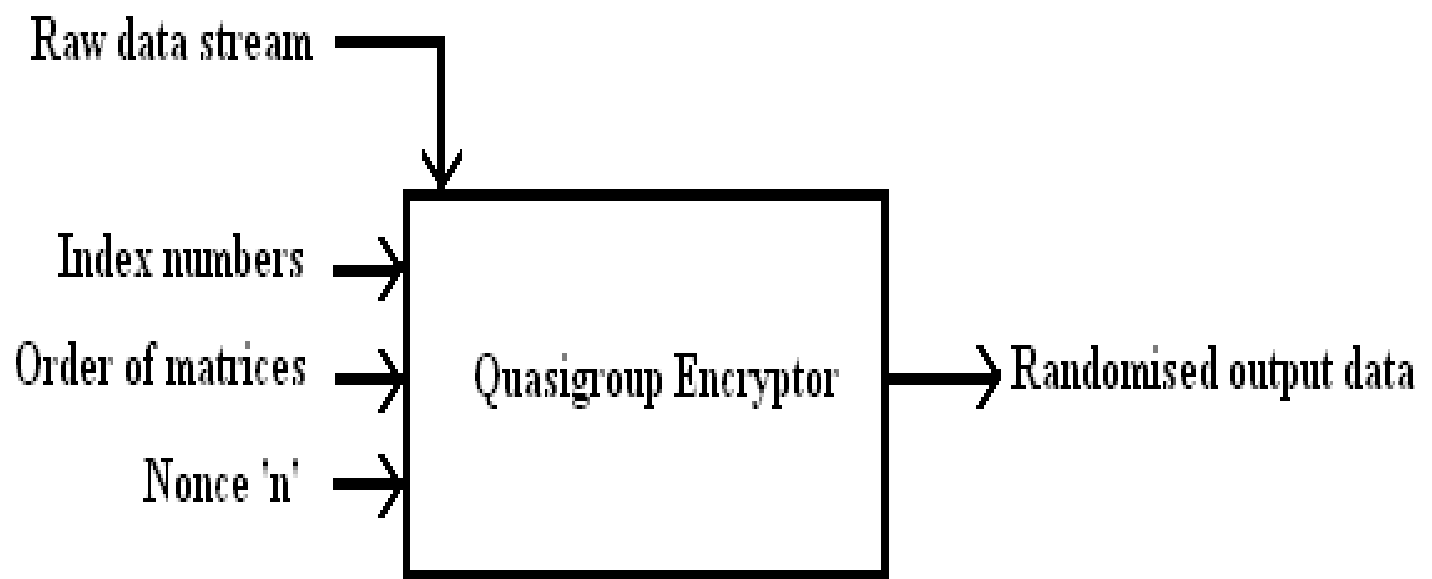 Raw data stream
Index numbers
Order of matrices
Nonce 'n'
Quasigroup Encryptor
Randomised output data